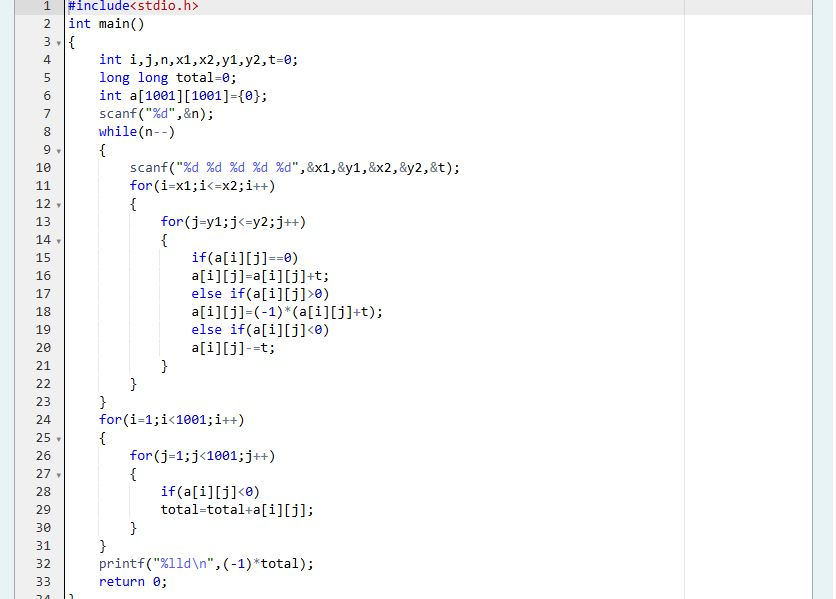 1 #include<stdio.h>
2 int main()
3 {
4 int i,j,n,x1,x2,y1,y2,t=0;
5 long long total=0;
6 int a[1001][1001]={0};
7 scanf("%d",&n);
8 while(n--)
9 {
10 scanf("%d %d %d %d %d",&x1,&y1,&x2,&y2,&t);
11 for(i=x1;i<=x2;i++)
12 {
13 for(j=y1;j<=y2;j++)
14 {
15 if(a[i][j]==0)
16 a[i][j]=a[i][j]+t;
17 else if(a[i][j]>0)
18 a[i][j]=(-1)*(a[i][j]+t);
19 else if(a[i][j]<0)
20 a[i][j]-=t;
21 }
22 }
23 }
24 for(i=1;i<1001;i++)
25 {
26 for(j=1;j<1001;j++)
27 {
28 if(a[i][j]<0)
29 total=total+a[i][j];
30 }
31 }
32 printf("%lld\n",(-1)*total);
33 return 0;
34 }